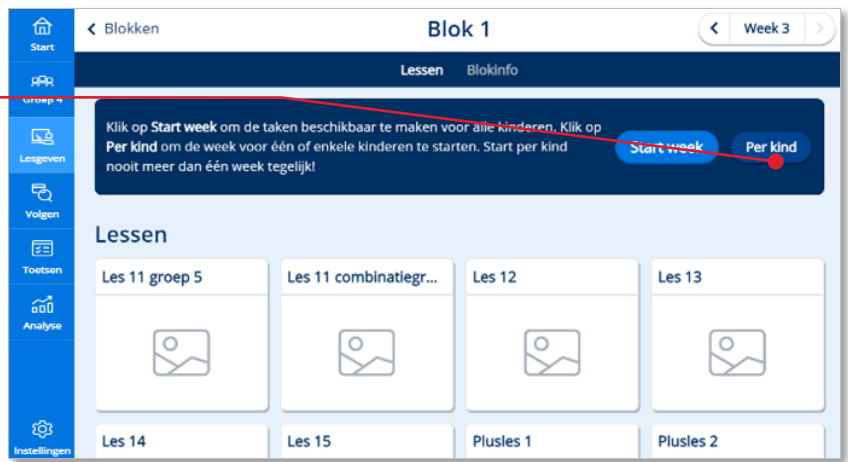 Start
Groep 4
Lesgeven
Volgen
Toetsen
Analyse
Instellingen
Blokken
Blok 1
Week 3
Lessen Blokinfo
Klik op Start week om de taken beschikbaar te maken voor alle kinderen. Klik op
Per kind om de week voor één of enkele kinderen te starten. Start per kind
nooit meer dan één week tegelijk!
Start week
Per kind
Lessen
Les 11 groep 5
Les 11 combinatiegr...
Les 12
Les 13
Les 14
Les 15
Plusles 1
Plusles 2